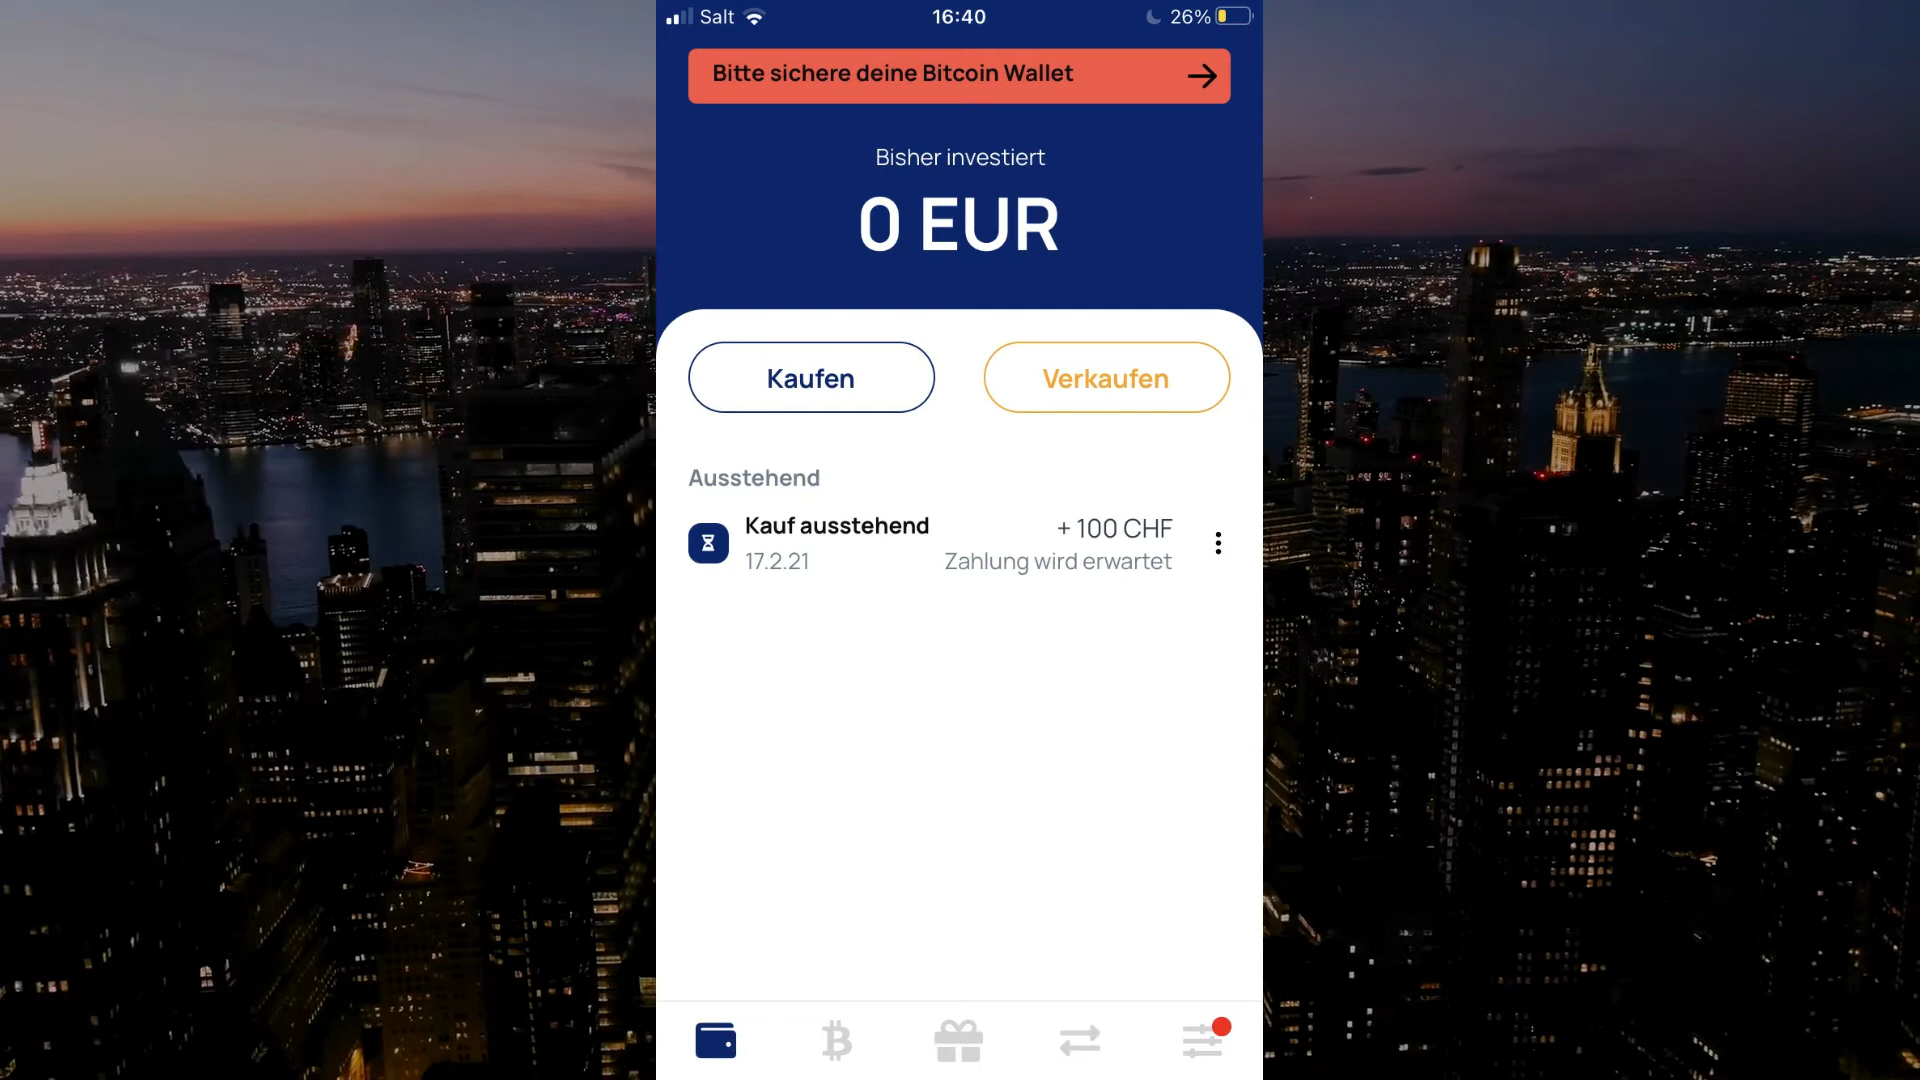 Salt 16:40 26%
Bitte sichere deine Bitcoin Wallet
Bisher investiert
0 EUR
Kaufen Verkaufen
Ausstehend
Kauf ausstehend + 100 CHF
17.2.21 Zahlung wird erwartet